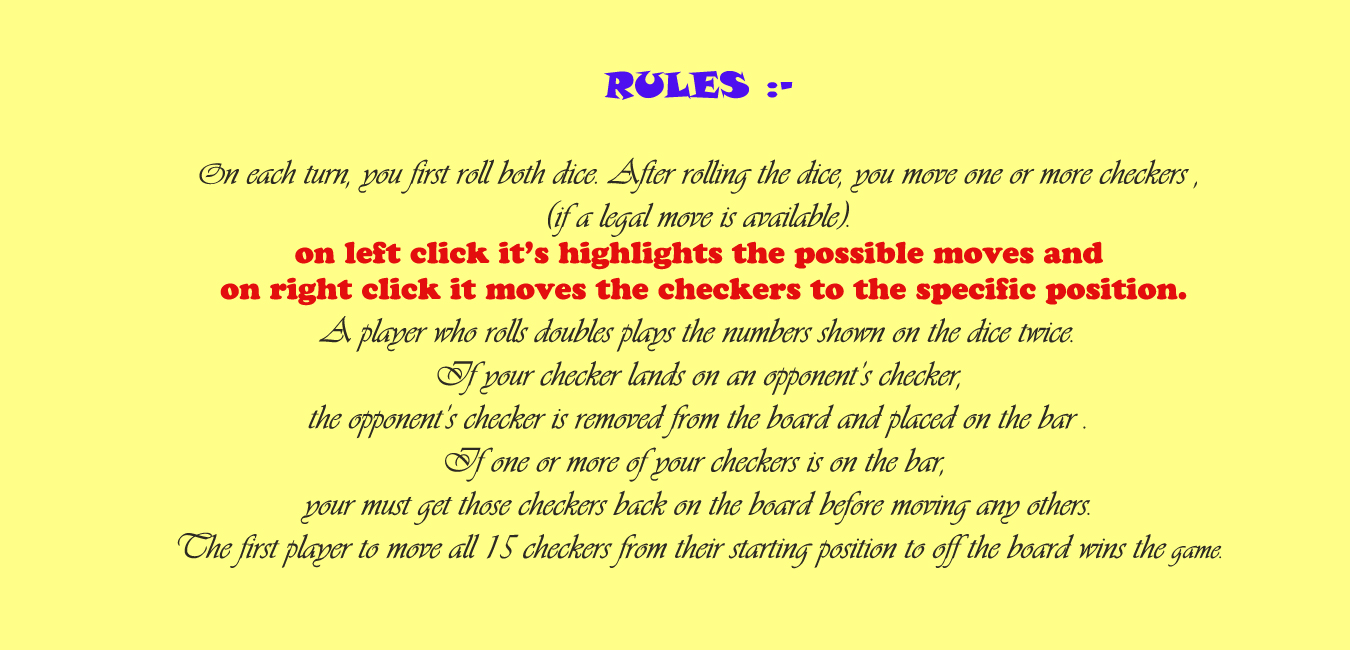 RULES :-
On each turn, you first roll both dice. After rolling the dice, you move one or more checkers ,
(if a legal move is available).
on left click it’s highlights the possible moves and
on right click it moves the checkers to the specific position.
A player who rolls doubles plays the numbers shown on the dice twice.
If your checker lands on an opponent's checker,
the opponent's checker is removed from the board and placed on the bar .
If one or more of your checkers is on the bar,
your must get those checkers back on the board before moving any others.
The first player to move all 15 checkers from their starting position to off the board wins the game.